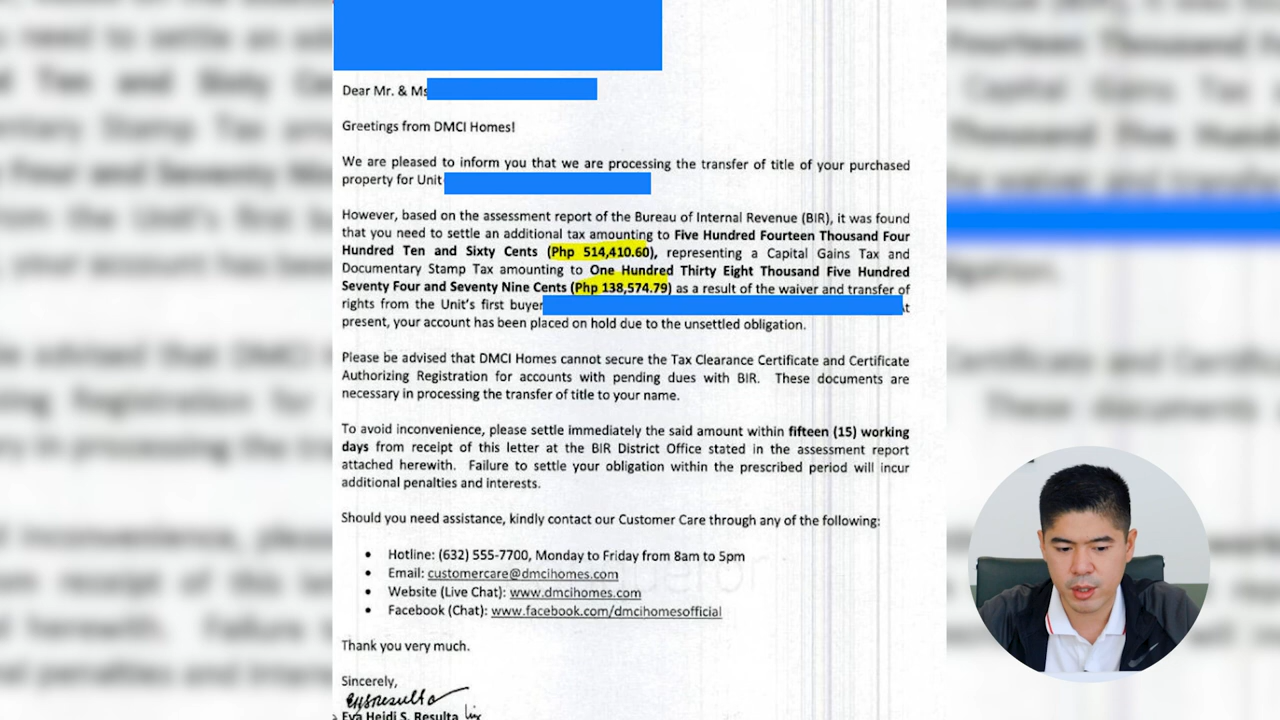 Dear Mr. & Ms
Greetings from DMCI Homes!
We are pleased to inform you that we are processing the transfer of title of your purchased
property for Unit
However, based on the assessment report of the Bureau of Internal Revenue (BIR), it was found
that you need to settle an additional tax amounting to Five Hundred Fourteen Thousand Four
Hundred Ten and Sixty Cents (Php 514,410.60), representing a Capital Gains Tax and
Documentary Stamp Tax amounting to One Hundred Thirty Eight Thousand Five Hundred
Seventy Four and Seventy Nine Cents (Php 138,574.79) as a result of the waiver and transfer of
rights from the Unit's first buyer
present, your account has been placed on hold due to the unsettled obligation.
Please be advised that DMCI Homes cannot secure the Tax Clearance Certificate and Certificate
Authorizing Registration for accounts with pending dues with BIR. These documents are
necessary in processing the transfer of title to your name.
To avoid inconvenience, please settle immediately the said amount within fifteen (15) working
days from receipt of this letter at the BIR District Office stated in the assessment report
attached herewith. Failure to settle your obligation within the prescribed period will incur
additional penalties and interests.
Should you need assistance, kindly contact our Customer Care through any of the following:
• Hotline: (632) 555-7700, Monday to Friday from 8am to 5pm
• Email: customercare@dmcihomes.com
• Website (Live Chat): www.dmcihomes.com
• Facebook (Chat): www.facebook.com/dmcihomesofficial
Thank you very much.
Sincerely,
Eva Heidi S. Resulta